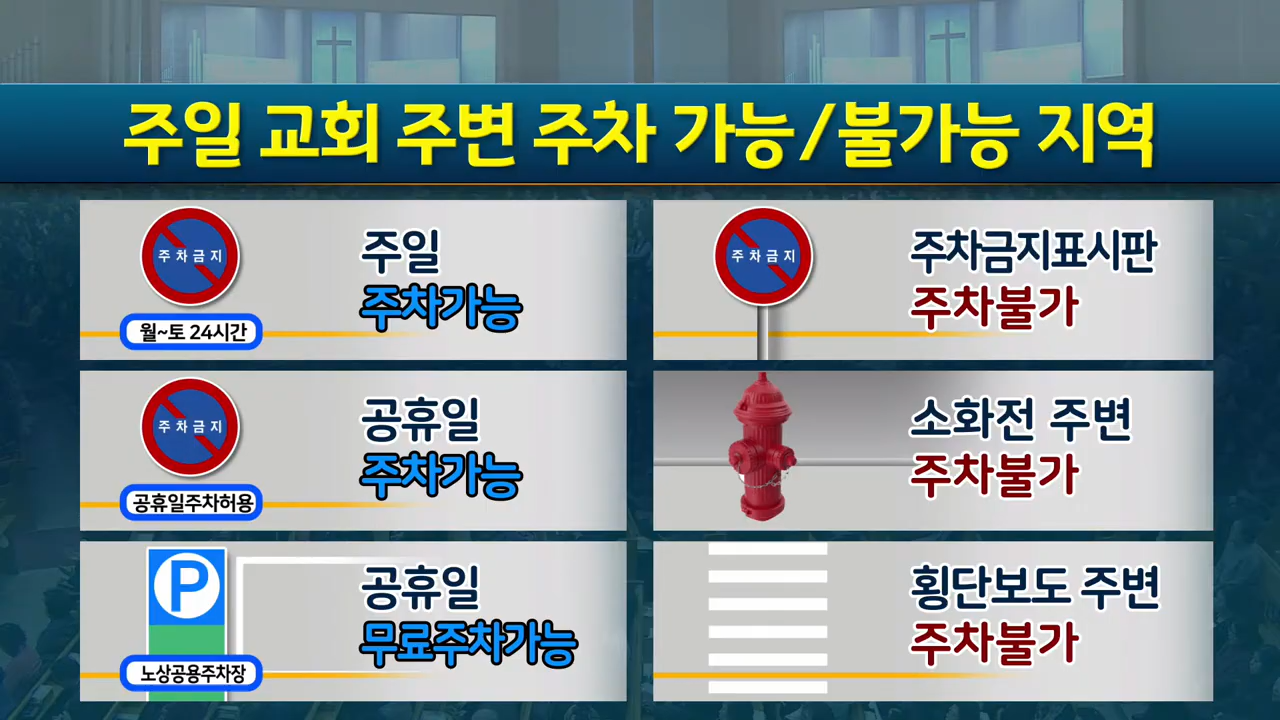 주일 교회 주변 주차 가능/불가능 지역
주차금지
월~토 24시간
주일
주차가능
주차금지
공휴일주차허용
공휴일
주차가능
P
노상공용주차장
공휴일
무료주차가능
주차금지
주차금지표시판
주차불가
소화전 주변
주차불가
횡단보도 주변
주차불가